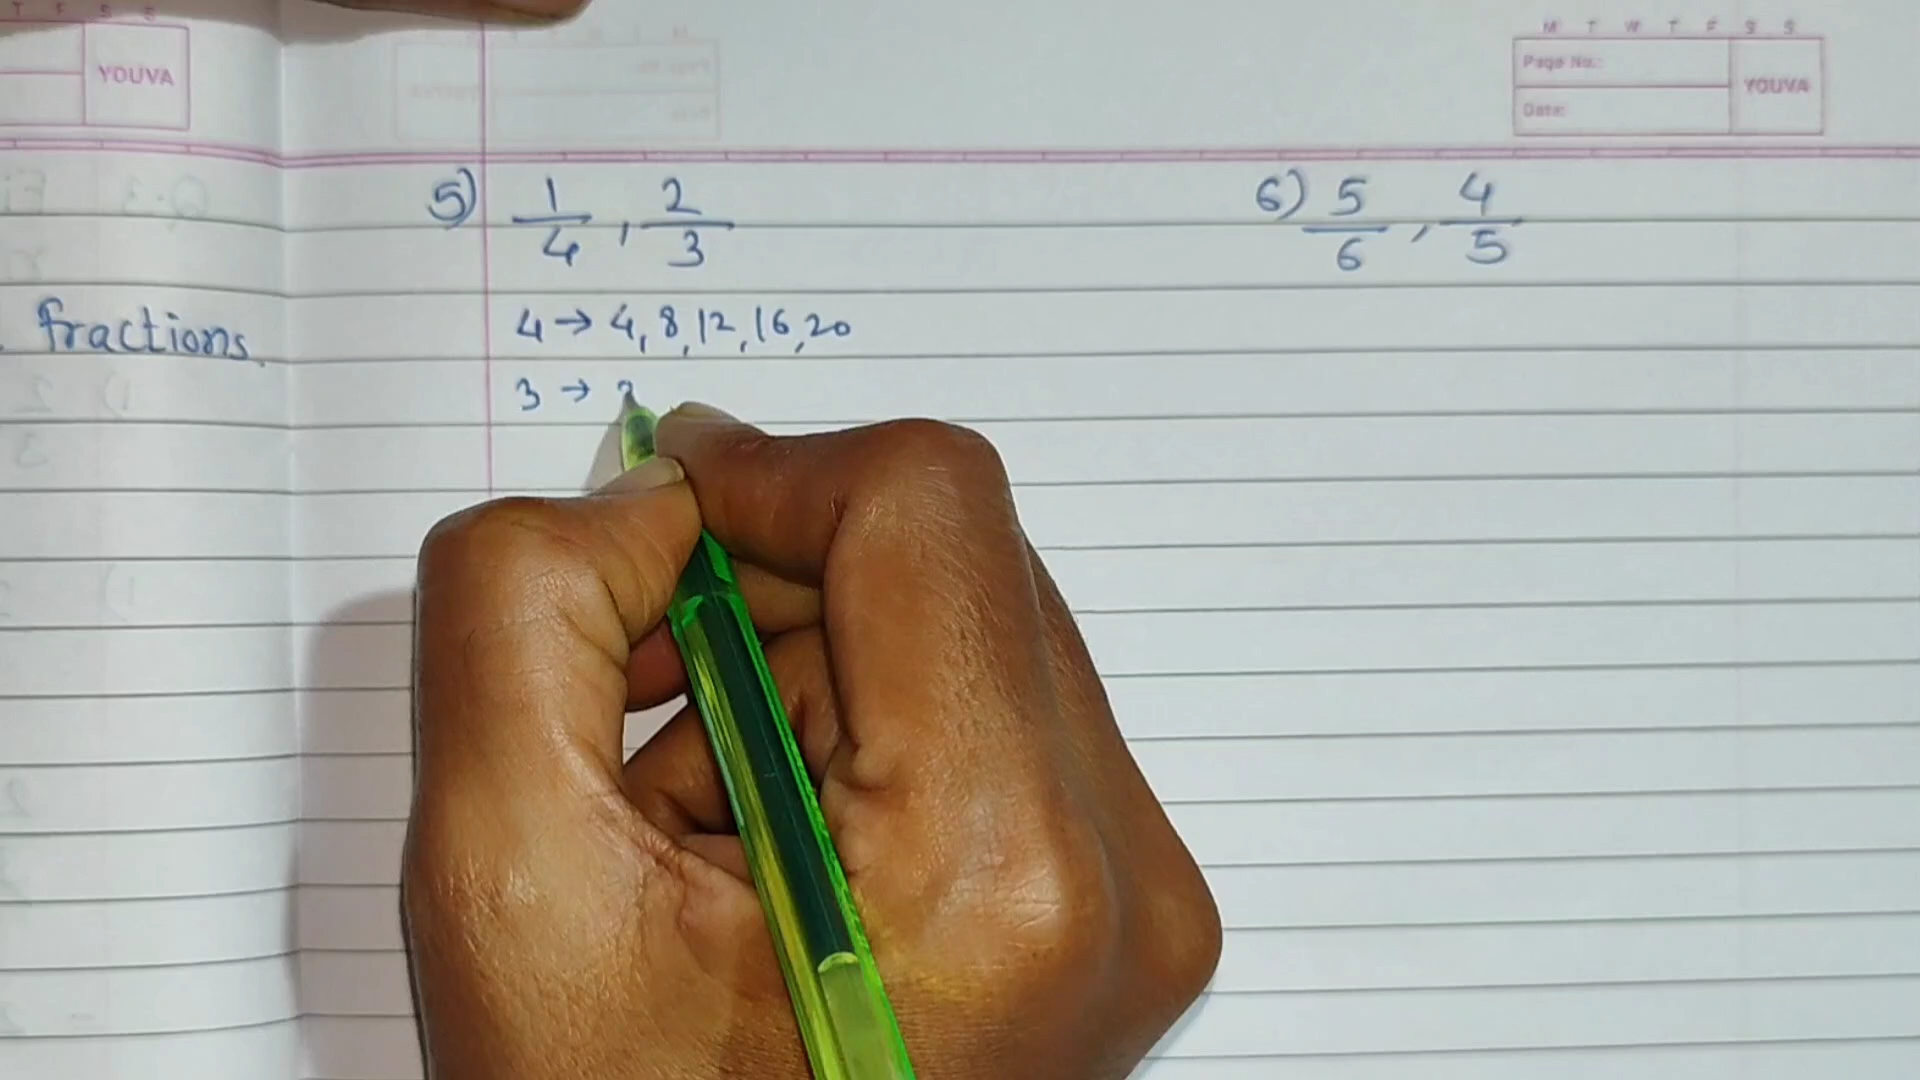 T F S S
YOUVA
M T W T F S S
Page No.:
Date:
YOUVA
5) 1/4 , 2/3
6) 5/6 , 4/5
fractions.
4 → 4, 8, 12, 16, 20
3 →